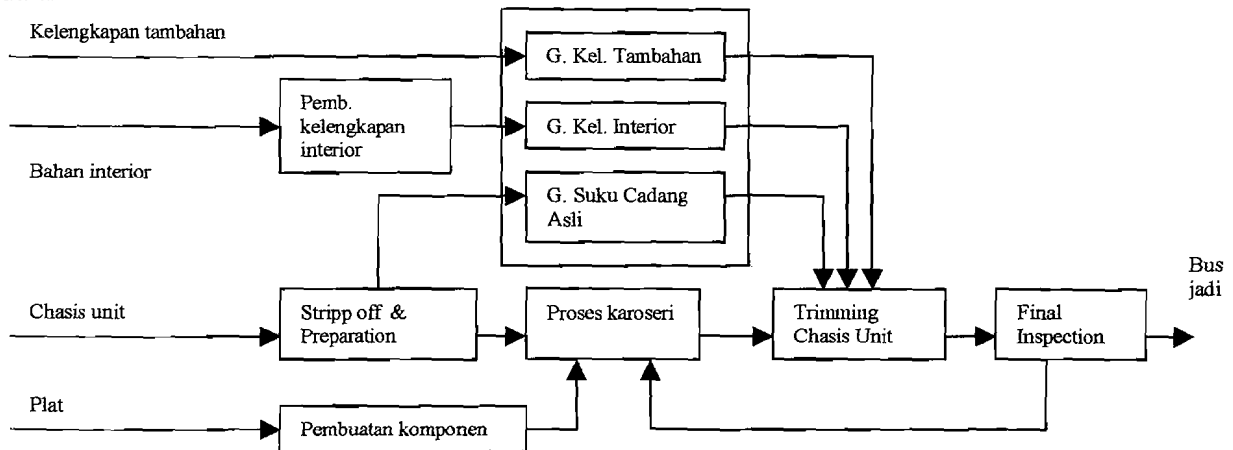 Kelengkapan tambahan
G. Kel. Tambahan
Pemb.
kelengkapan
interior
G. Kel. Interior
Bahan interior
G. Suku Cadang
Asli
Bus
jadi
Chasis unit
Stripp off &
Preparation
Proses karoseri
Trimming
Chasis Unit
Final
Inspection
Plat
Pembuatan komponen